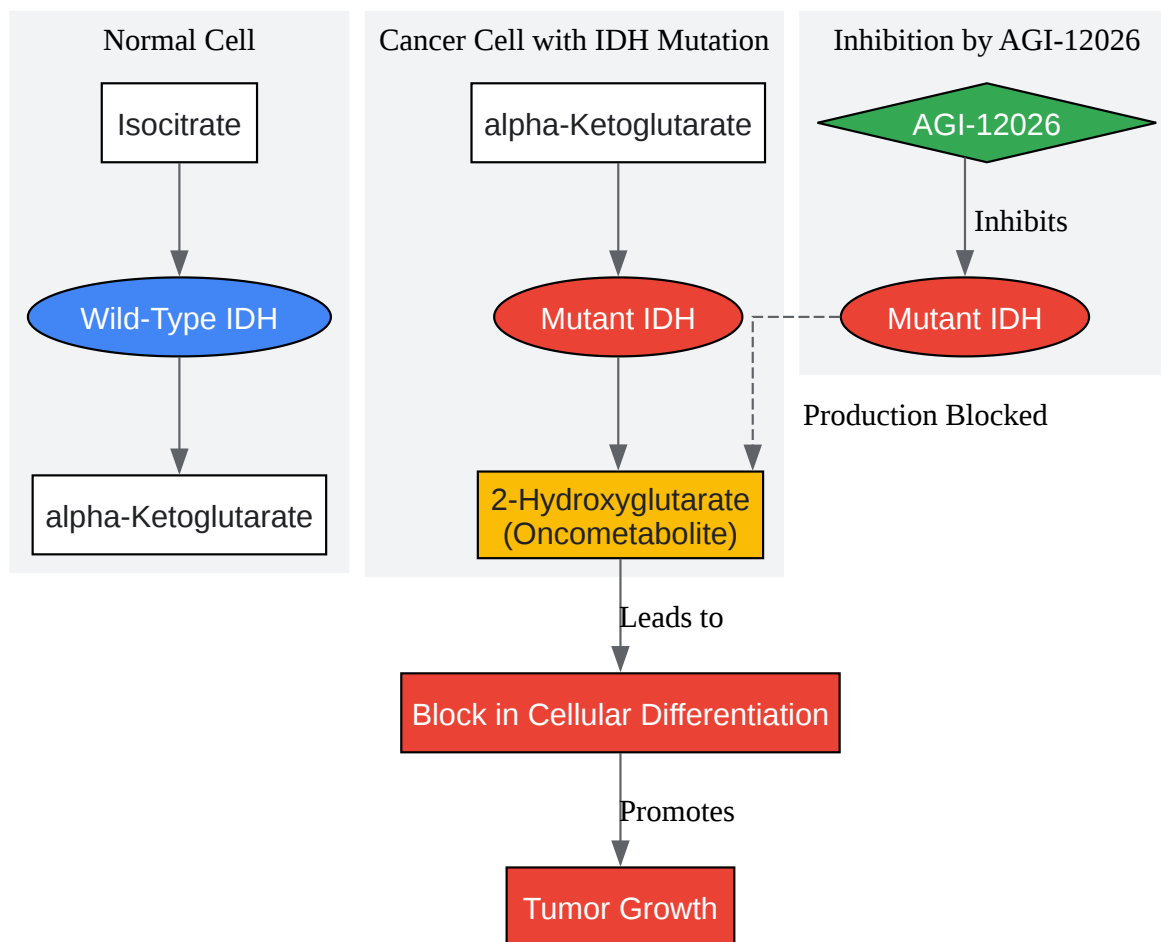 Normal Cell
Isocitrate
Wild-Type IDH
alpha-Ketoglutarate
Cancer Cell with IDH Mutation
alpha-Ketoglutarate
Mutant IDH
2-Hydroxyglutarate
(Oncometabolite)
Inhibition by AGI-12026
AGI-12026
Inhibits
Mutant IDH
Production Blocked
Leads to
Block in Cellular Differentiation
Promotes
Tumor Growth